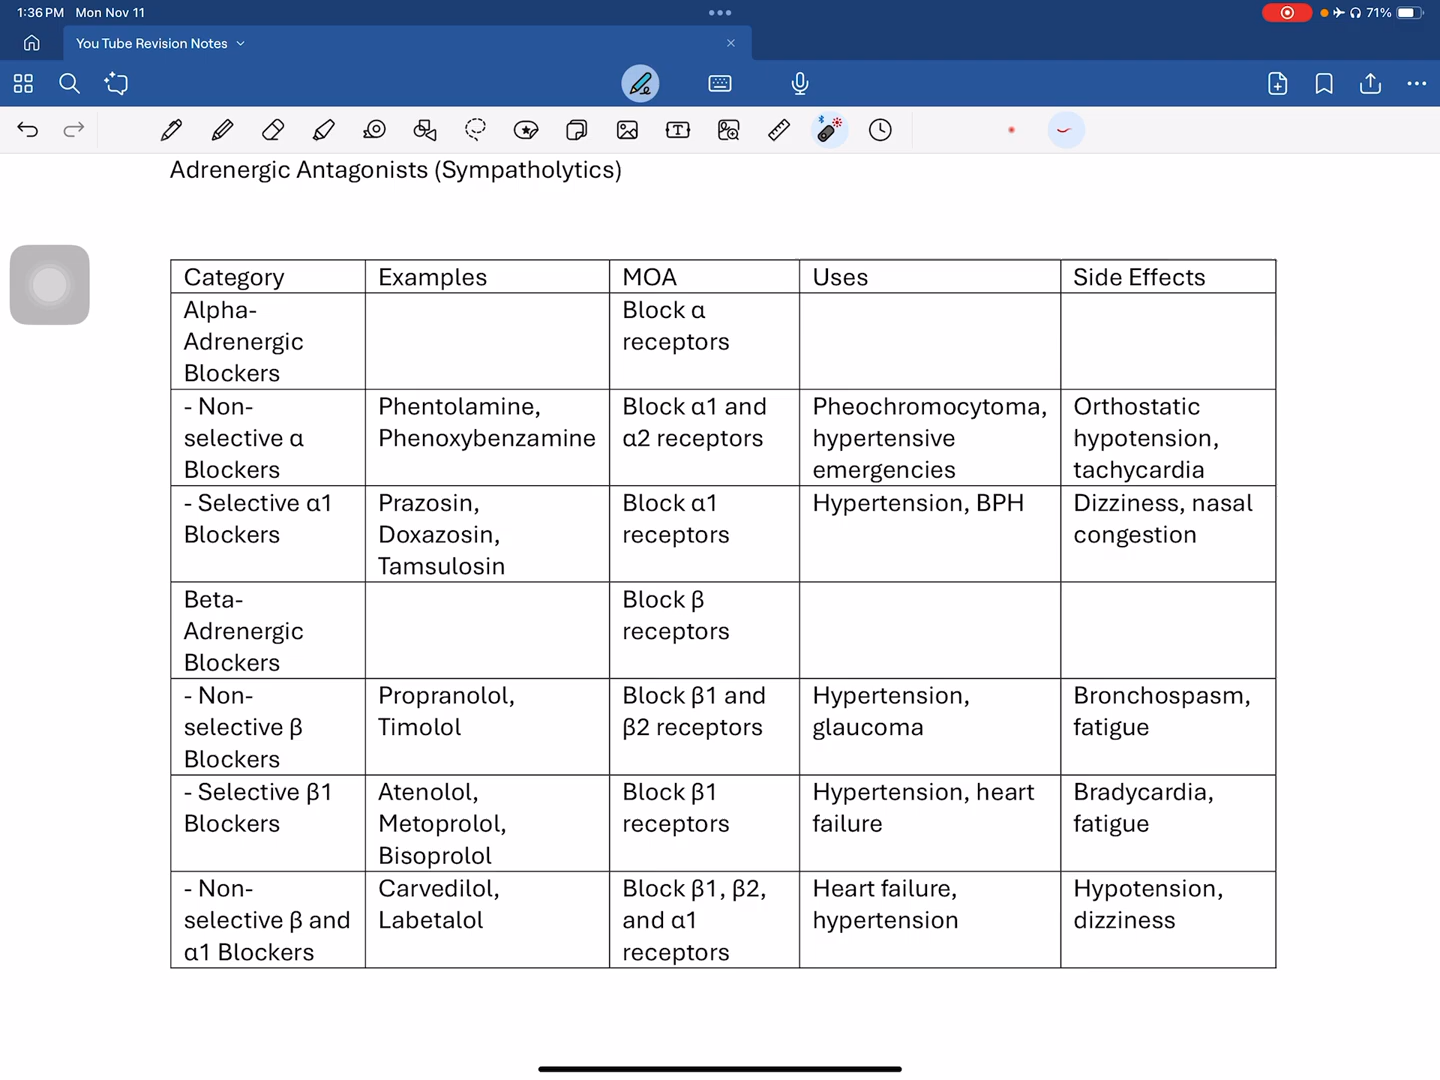 1:36 PM Mon Nov 11
71%
You Tube Revision Notes
Adrenergic Antagonists (Sympatholytics)
Category Examples MOA Uses Side Effects
Alpha-
Adrenergic
Blockers
Block α
receptors
- Non-
selective α
Blockers
Phentolamine,
Phenoxybenzamine
Block α1 and
α2 receptors
Pheochromocytoma,
hypertensive
emergencies
Orthostatic
hypotension,
tachycardia
- Selective α1
Blockers
Prazosin,
Doxazosin,
Tamsulosin
Block α1
receptors
Hypertension, BPH
Dizziness, nasal
congestion
Beta-
Adrenergic
Blockers
Block β
receptors
- Non-
selective β
Blockers
Propranolol,
Timolol
Block β1 and
β2 receptors
Hypertension,
glaucoma
Bronchospasm,
fatigue
- Selective β1
Blockers
Atenolol,
Metoprolol,
Bisoprolol
Block β1
receptors
Hypertension, heart
failure
Bradycardia,
fatigue
- Non-
selective β and
α1 Blockers
Carvedilol,
Labetalol
Block β1, β2,
and α1
receptors
Heart failure,
hypertension
Hypotension,
dizziness